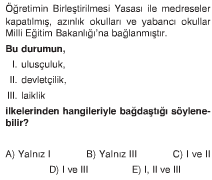 Öğretimin Birleştirilmesi Yasası ile medreseler
kapatılmış, azınlık okulları ve yabancı okullar
Milli Eğitim Bakanlığı'na bağlanmıştır.
Bu durumun,
I. ulusçuluk,
II. devletçilik,
III. laiklik
ilkelerinden hangileriyle bağdaştığı söylene-
bilir?
A) Yalnız I B) Yalnız III C) I ve II
D) I ve III E) I, II ve III